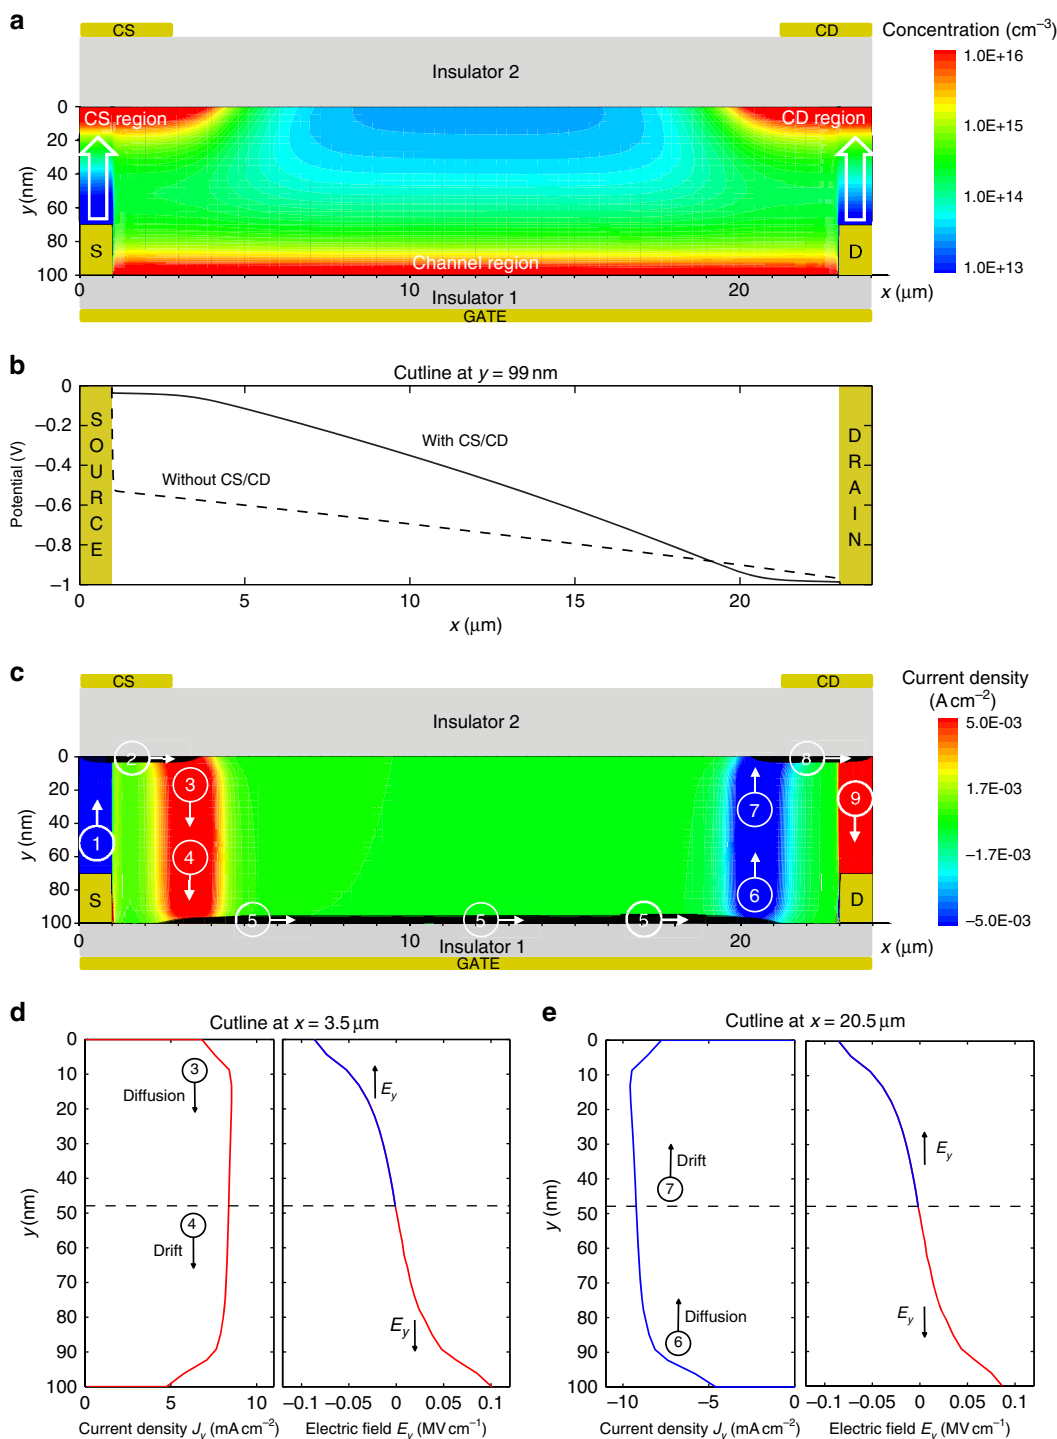 a
CS
CD
Concentration (cm⁻³)
Insulator 2
1.0E+16
1.0E+15
1.0E+14
1.0E+13
0
20
40
60
80
100
y (nm)
CS region
CD region
S
D
Channel region
0
10
20
x (μm)
Insulator 1
GATE
b
Cutline at y = 99 nm
0
−0.2
−0.4
−0.6
−0.8
−1
Potential (V)
SOURCE
DRAIN
With CS/CD
Without CS/CD
0
5
10
15
20
x (μm)
c
CS
CD
Current density
(A cm⁻²)
Insulator 2
5.0E-03
1.7E-03
−1.7E-03
−5.0E-03
0
20
40
60
80
100
y (nm)
1
2
3
4
5
5
5
6
7
8
9
S
D
0
10
20
x (μm)
Insulator 1
GATE
d
Cutline at x = 3.5 μm
0
10
20
30
40
50
60
70
80
90
100
y (nm)
3
Diffusion
4
Drift
Ey
Ey
0
5
10
Current density Jy (mA cm⁻²)
−0.1
−0.05
0
0.05
0.1
Electric field Ey (MV cm⁻¹)
e
Cutline at x = 20.5 μm
0
10
20
30
40
50
60
70
80
90
100
y (nm)
Drift
7
Diffusion
6
Ey
Ey
−10
−5
0
Current density Jy (mA cm⁻²)
−0.1
−0.05
0
0.05
0.1
Electric field Ey (MV cm⁻¹)